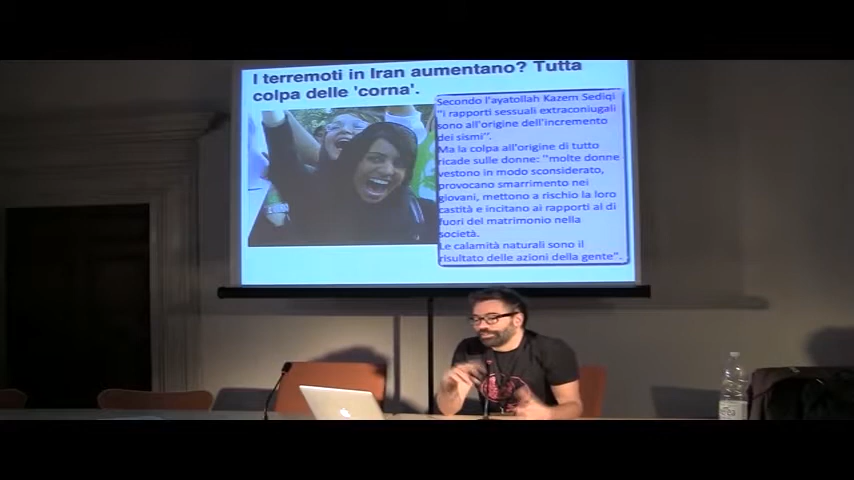 I terremoti in Iran aumentano? Tutta
colpa delle 'corna'.
Secondo l'ayatollah Kazem Sediqi
"i rapporti sessuali extraconiugali
sono all'origine dell'incremento
dei sismi".
Ma la colpa all'origine di tutto
ricade sulle donne: "molte donne
vestono in modo sconsiderato,
provocano smarrimento nei
giovani, mettono a rischio la loro
castità e incitano ai rapporti al di
fuori del matrimonio nella
società.
Le calamità naturali sono il
risultato delle azioni della gente".